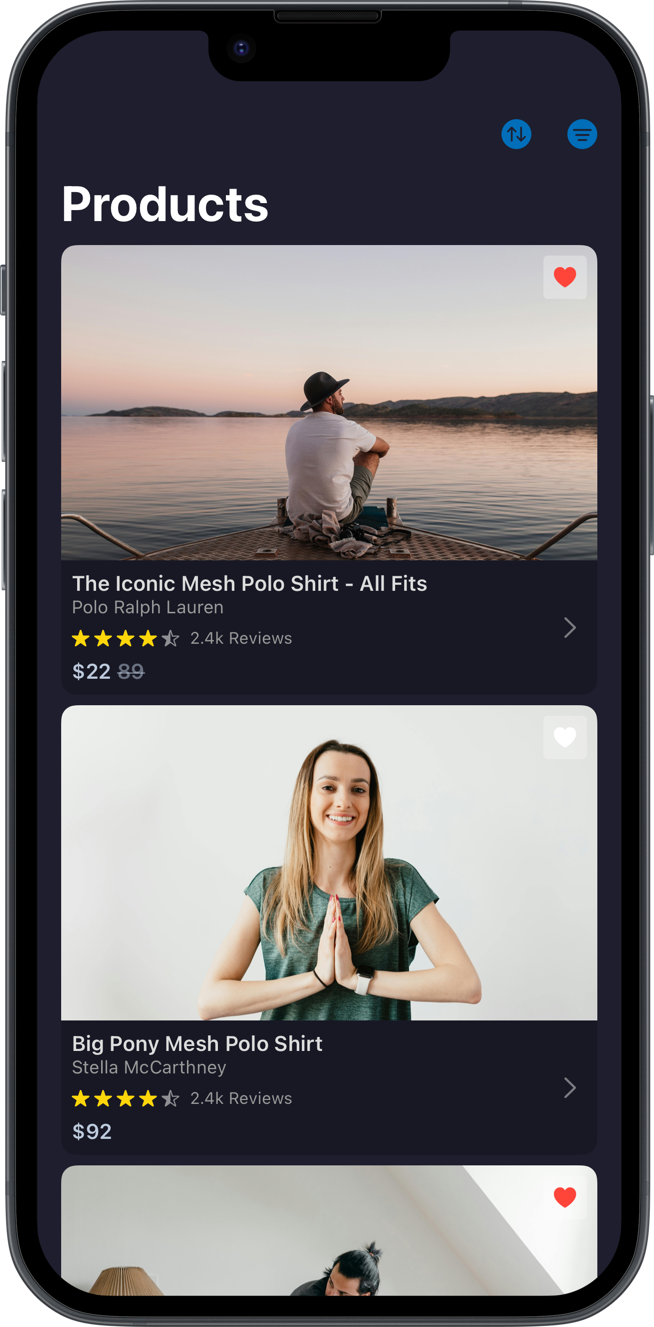 Products
The Iconic Mesh Polo Shirt - All Fits
Polo Ralph Lauren
2.4k Reviews
$22 89
Big Pony Mesh Polo Shirt
Stella McCarthney
2.4k Reviews
$92